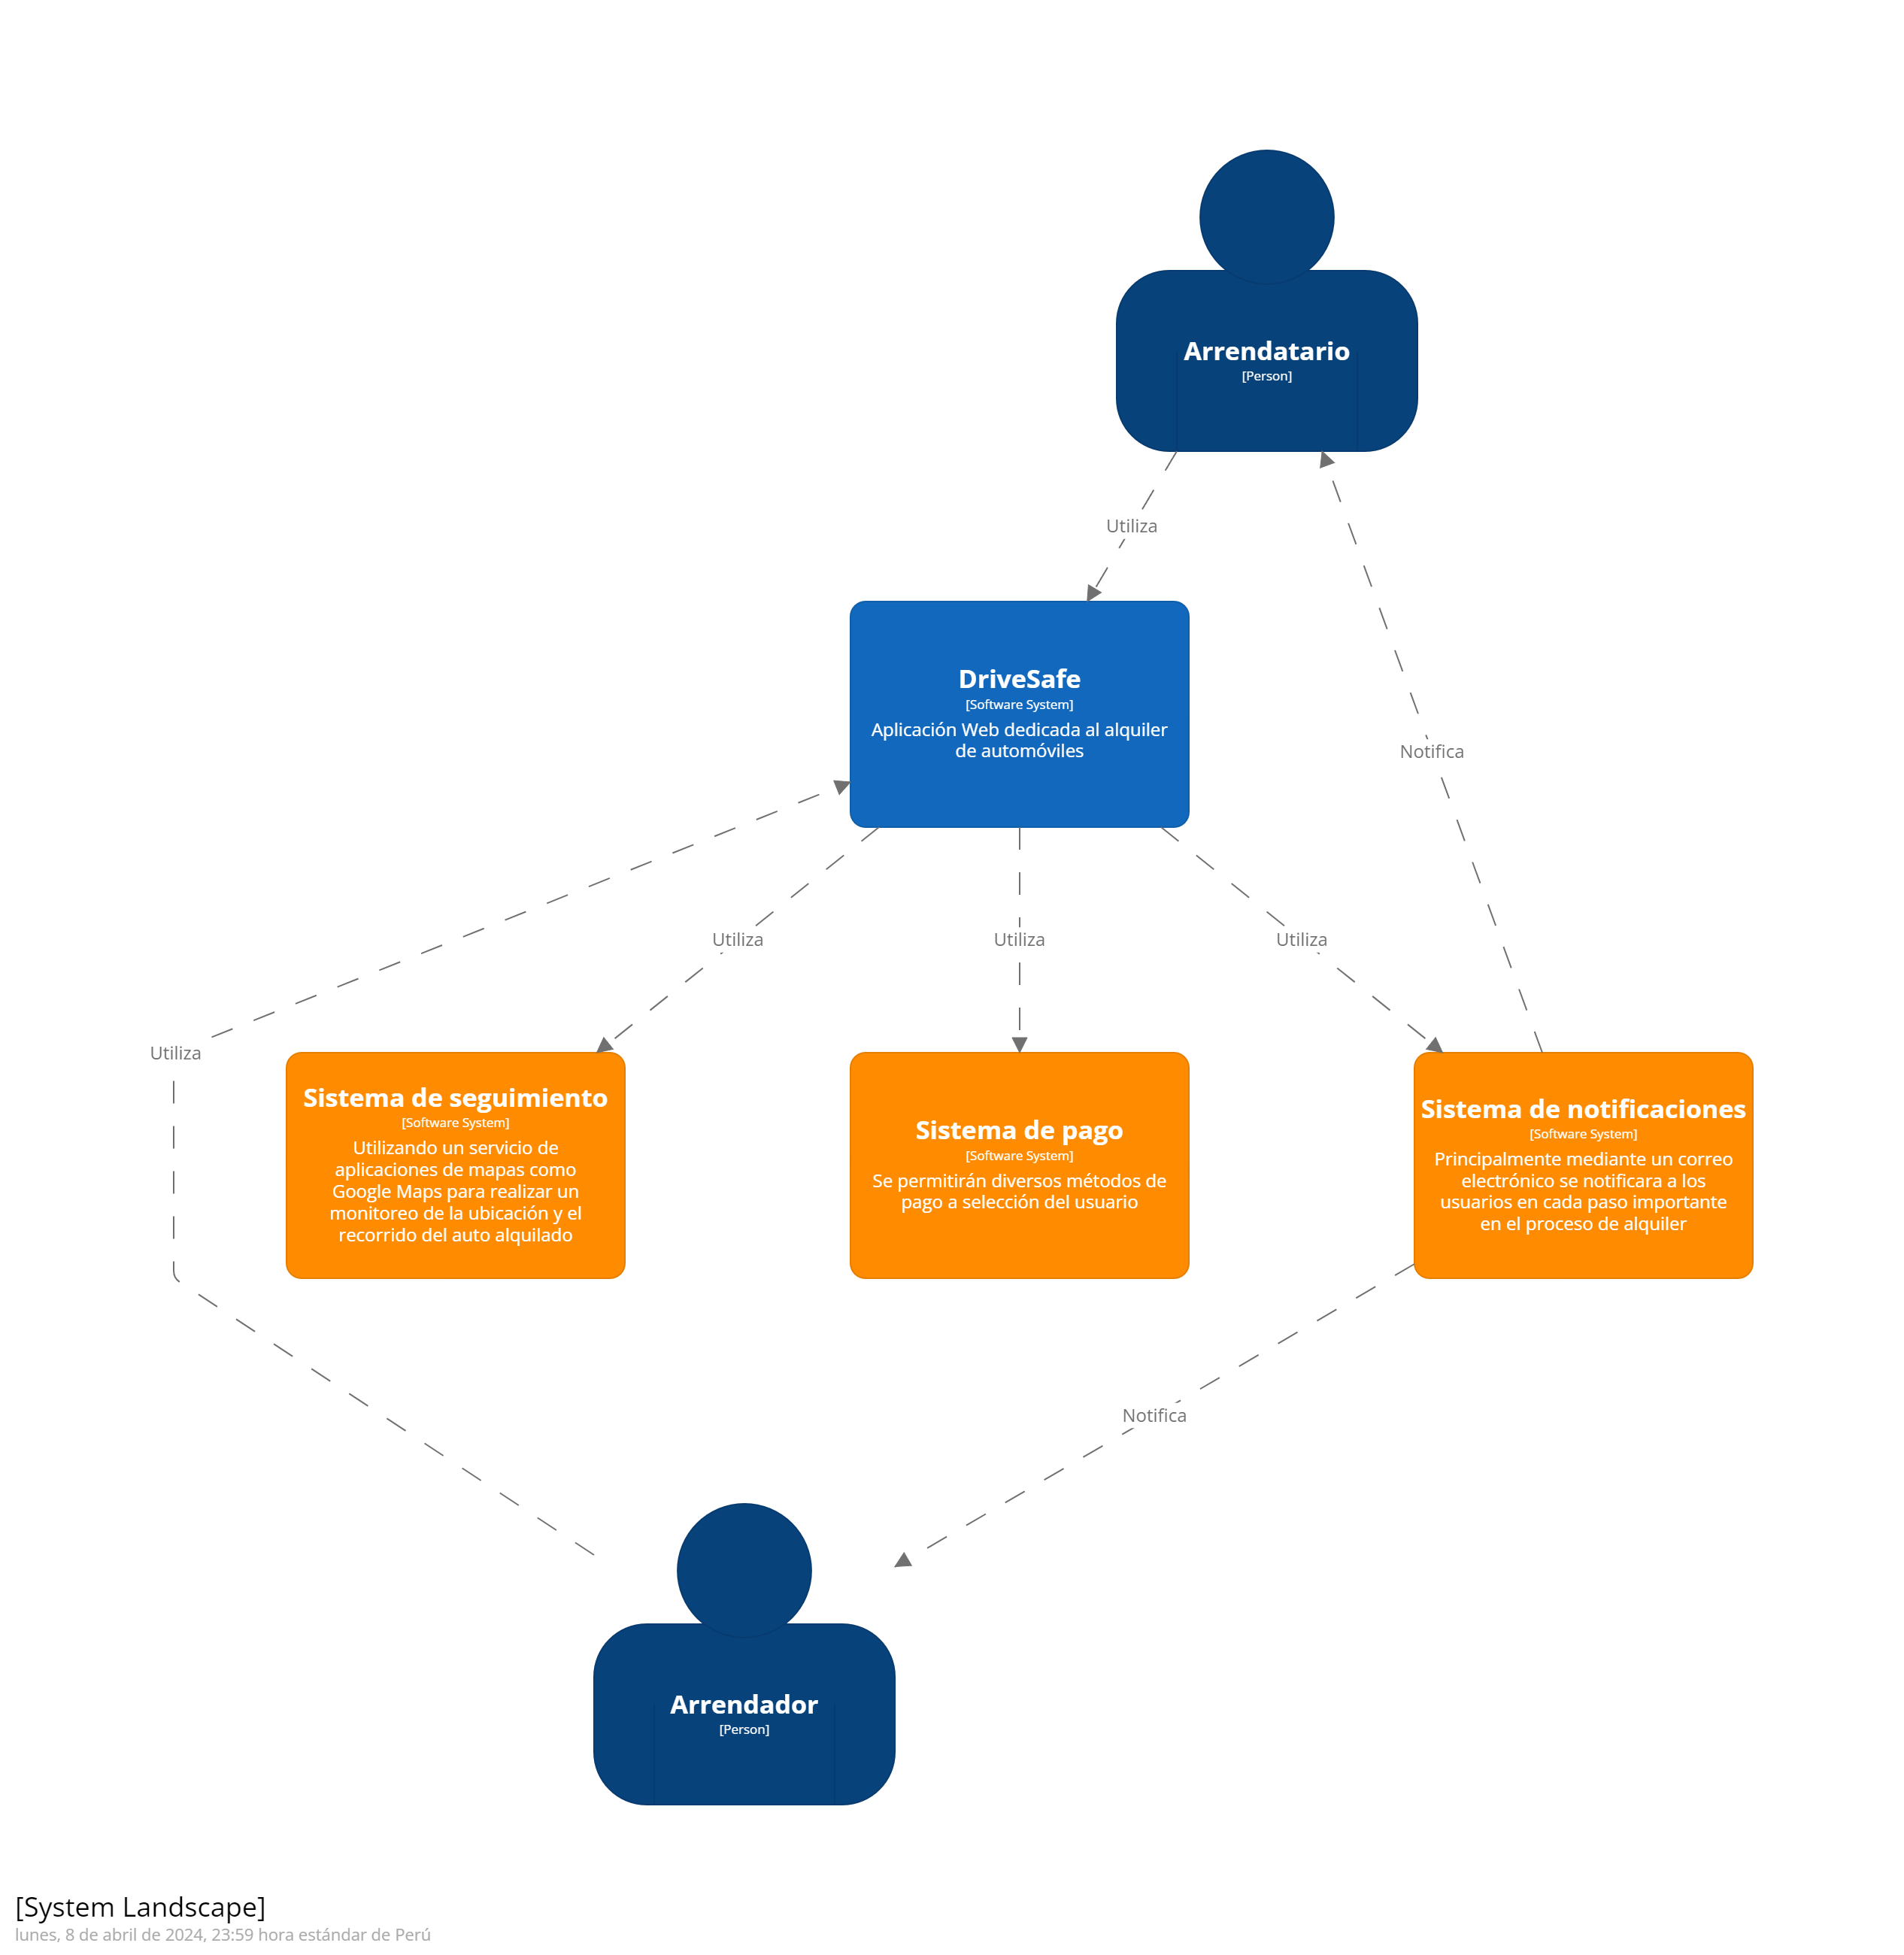 Arrendatario
[Person]
Utiliza
DriveSafe
[Software System]
Aplicación Web dedicada al alquiler
de automóviles
Notifica
Utiliza
Utiliza
Utiliza
Utiliza
Sistema de seguimiento
[Software System]
Utilizando un servicio de
aplicaciones de mapas como
Google Maps para realizar un
monitoreo de la ubicación y el
recorrido del auto alquilado
Sistema de pago
[Software System]
Se permitirán diversos métodos de
pago a selección del usuario
Sistema de notificaciones
[Software System]
Principalmente mediante un correo
electrónico se notificara a los
usuarios en cada paso importante
en el proceso de alquiler
Notifica
Arrendador
[Person]
[System Landscape]
lunes, 8 de abril de 2024, 23:59 hora estándar de Perú